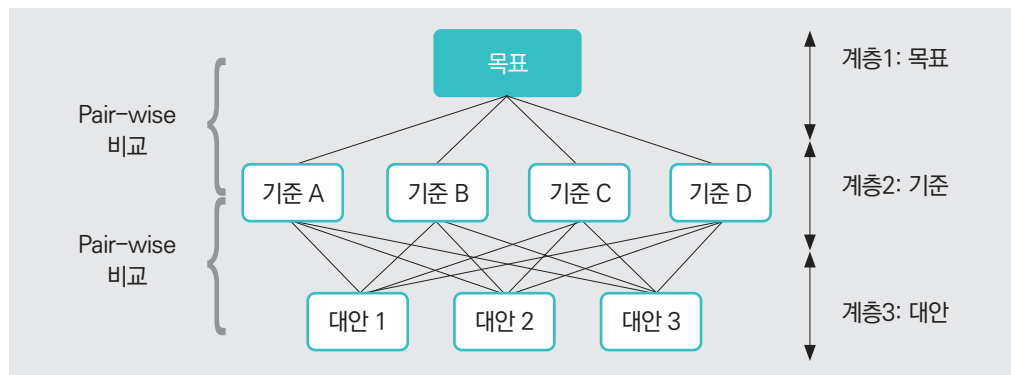 목표
계층1: 목표
Pair-wise
비교
기준 A
기준 B
기준 C
기준 D
계층2: 기준
Pair-wise
비교
대안 1
대안 2
대안 3
계층3: 대안